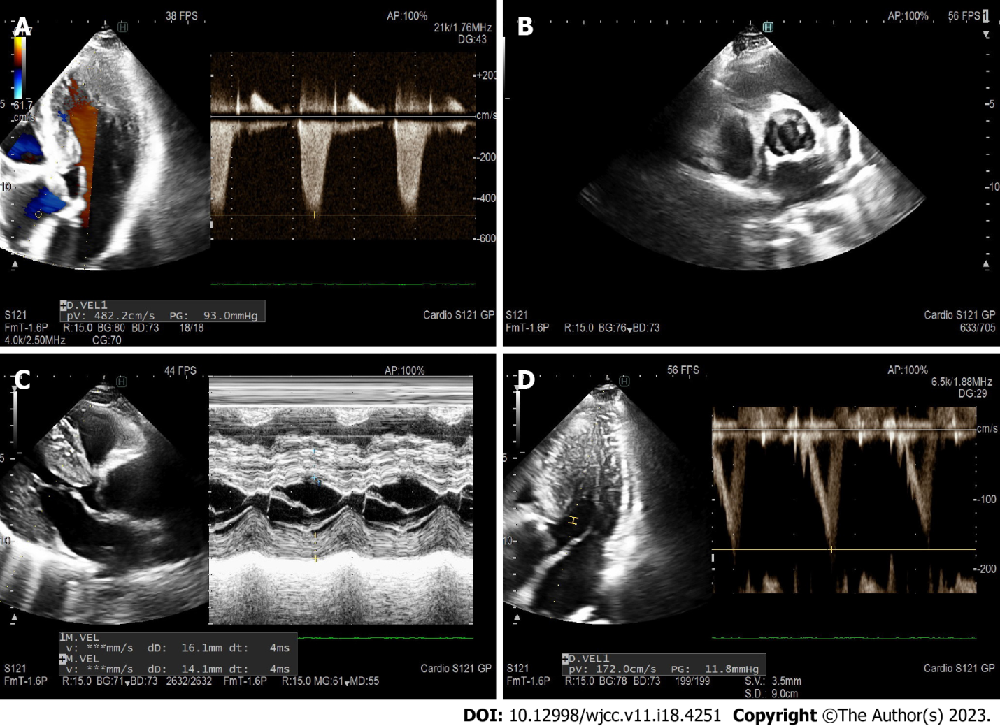 A
38 FPS
AP:100%
21k/1.76MHz
DG:43
61.7
cm/s
5
10
+200
cm/s
-200
-400
-600
+D.VEL1
pV: 482.2cm/s PG: 93.0mmHg
S121
Cardio S121 GP
FmT-1.6P R:15.0 BG:80 BD:73 18/18
4.0k/2.50MHz CG:70
B
AP:100% 56 FPS 1
H
-5
-10
S121
Cardio S121 GP
FmT-1.6P R:15.0 BG:76▾BD:73
633/705
C
44 FPS
AP:100%
H
5
10
1M.VEL
v: ***mm/s dD: 16.1mm dt: 4ms
+M.VEL
v: ***mm/s dD: 14.1mm dt: 4ms
S121
Cardio S121 GP
FmT-1.6P R:15.0 BG:71▾BD:73 2632/2632 FmT-1.6P R:15.0 MG:61▾MD:55
D
56 FPS
AP:100%
6.5k/1.88MHz
DG:29
H
5
10
cm/s
-100
-200
+D.VEL1
pV: 172.0cm/s PG: 11.8mmHg
S121
Cardio S121 GP
FmT-1.6P R:15.0 BG:78 BD:73 199/199 S.V.: 3.5mm
S.D.: 9.0cm
DOI: 10.12998/wjcc.v11.i18.4251 Copyright ©The Author(s) 2023.